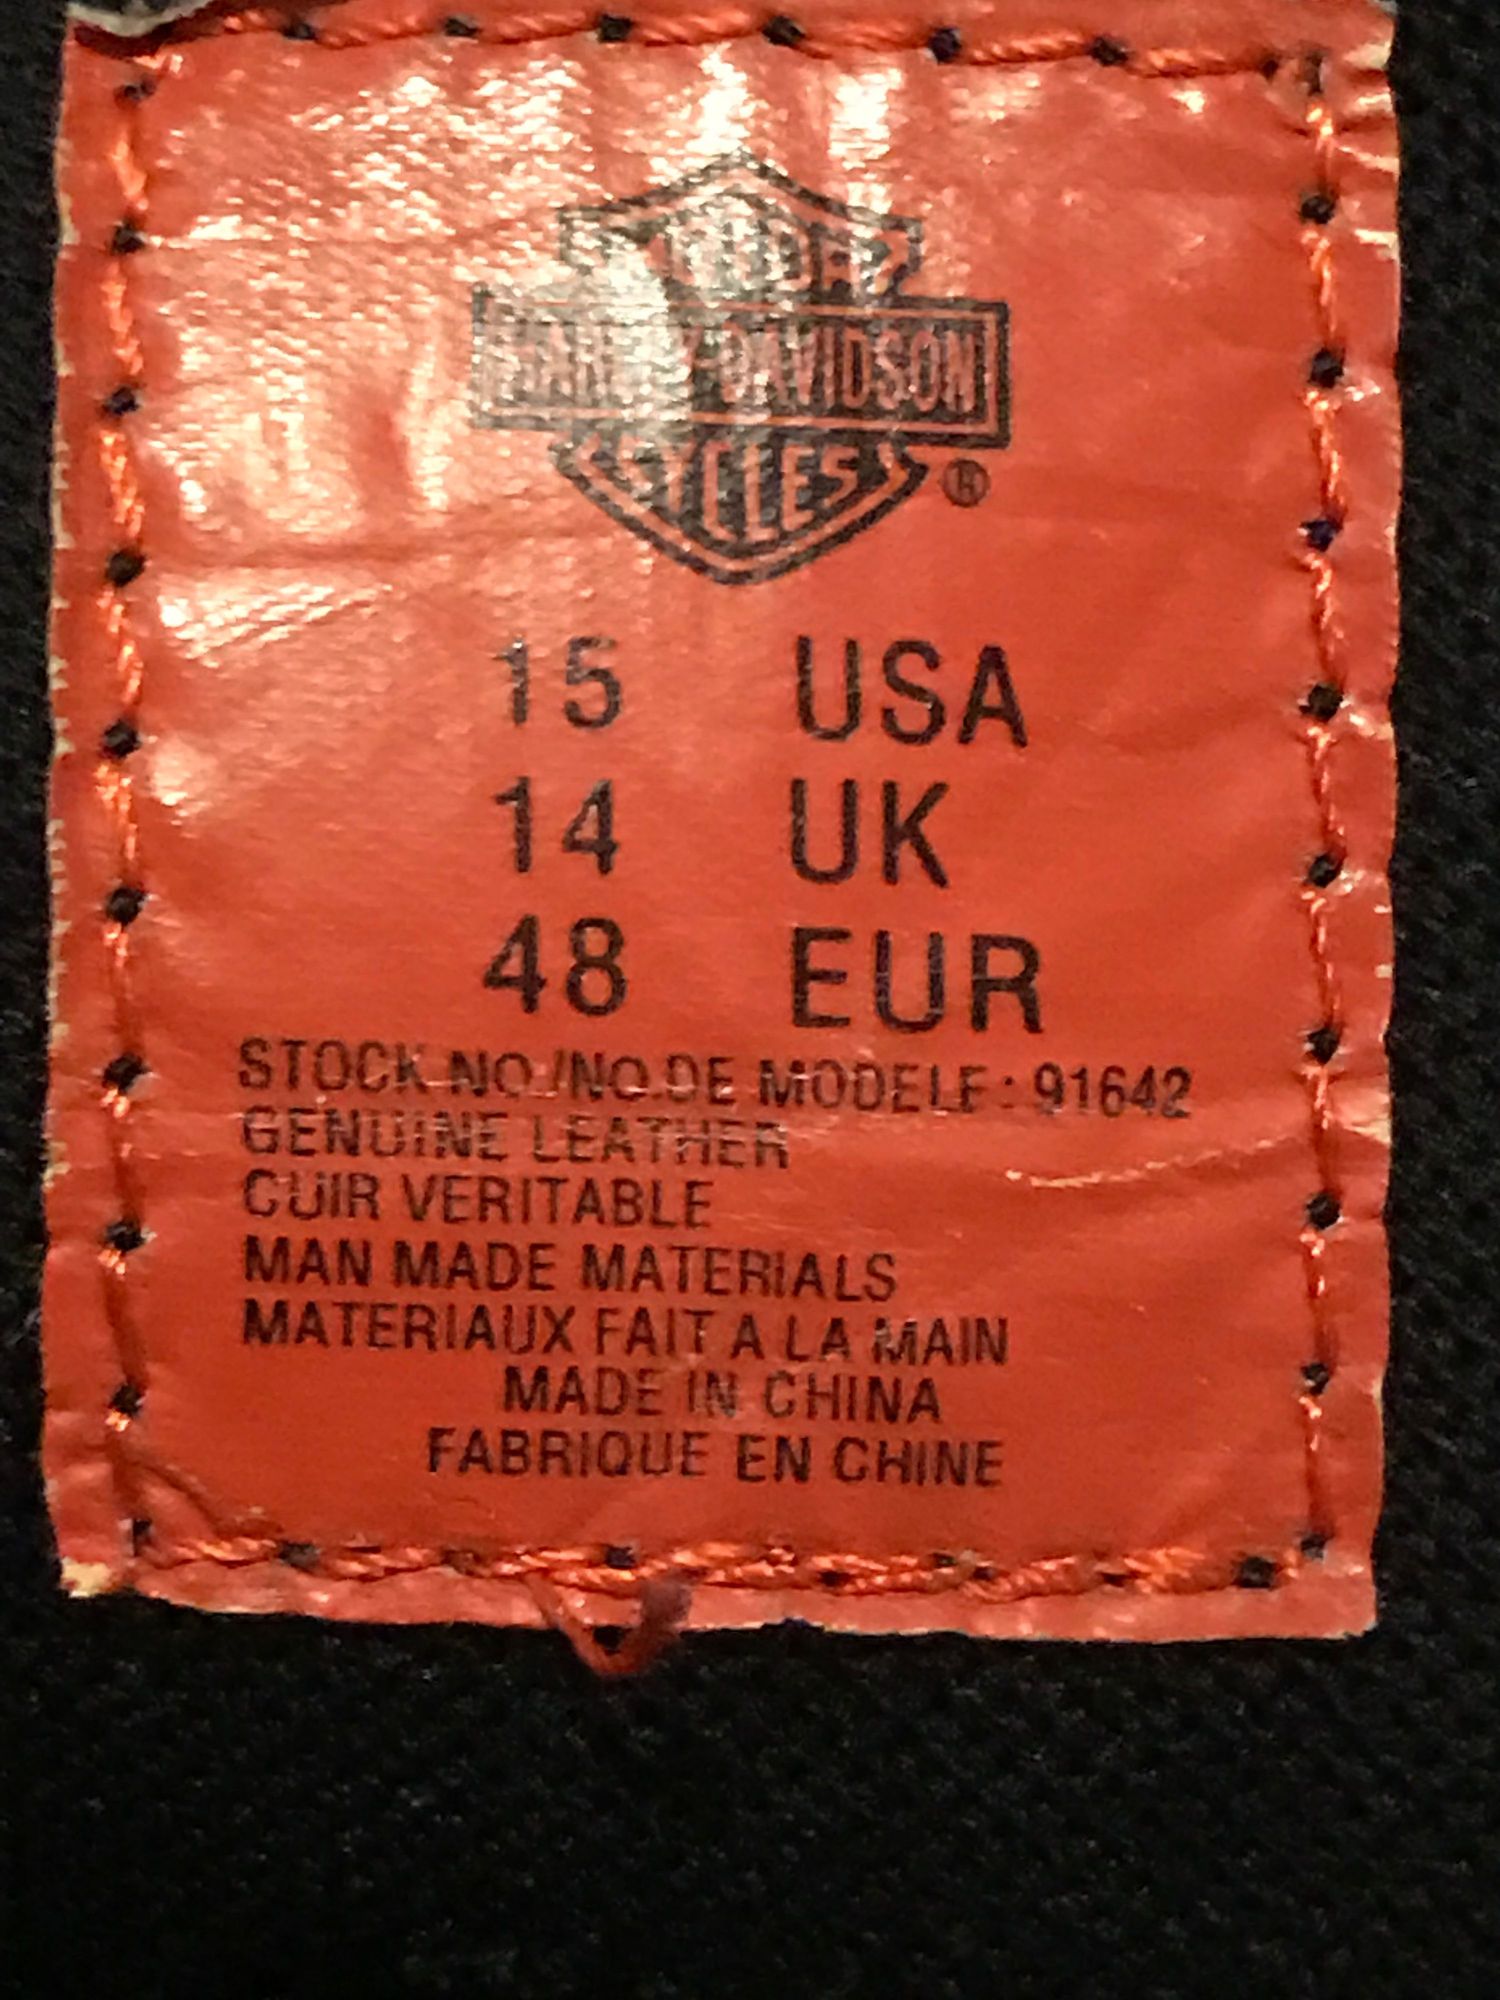 HARLEY-DAVIDSON
CYCLES ®
15 USA
14 UK
48 EUR
STOCK NO./NO.DE MODELE : 91642
GENUINE LEATHER
CUIR VERITABLE
MAN MADE MATERIALS
MATERIAUX FAIT A LA MAIN
MADE IN CHINA
FABRIQUE EN CHINE